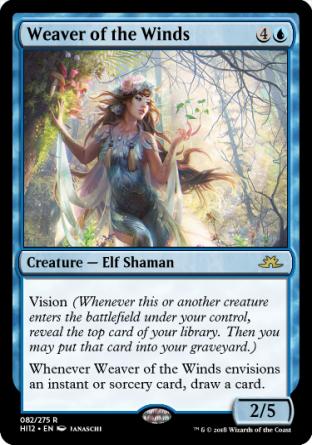 Weaver of the Winds 4
Creature — Elf Shaman
Vision (Whenever this or another creature
enters the battlefield under your control,
reveal the top card of your library. Then you
may put that card into your graveyard.)
Whenever Weaver of the Winds envisions
an instant or sorcery card, draw a card.
2/5
082/275 R
HI12 • EN JANASCHI
™ & © 2018 Wizards of the Coast